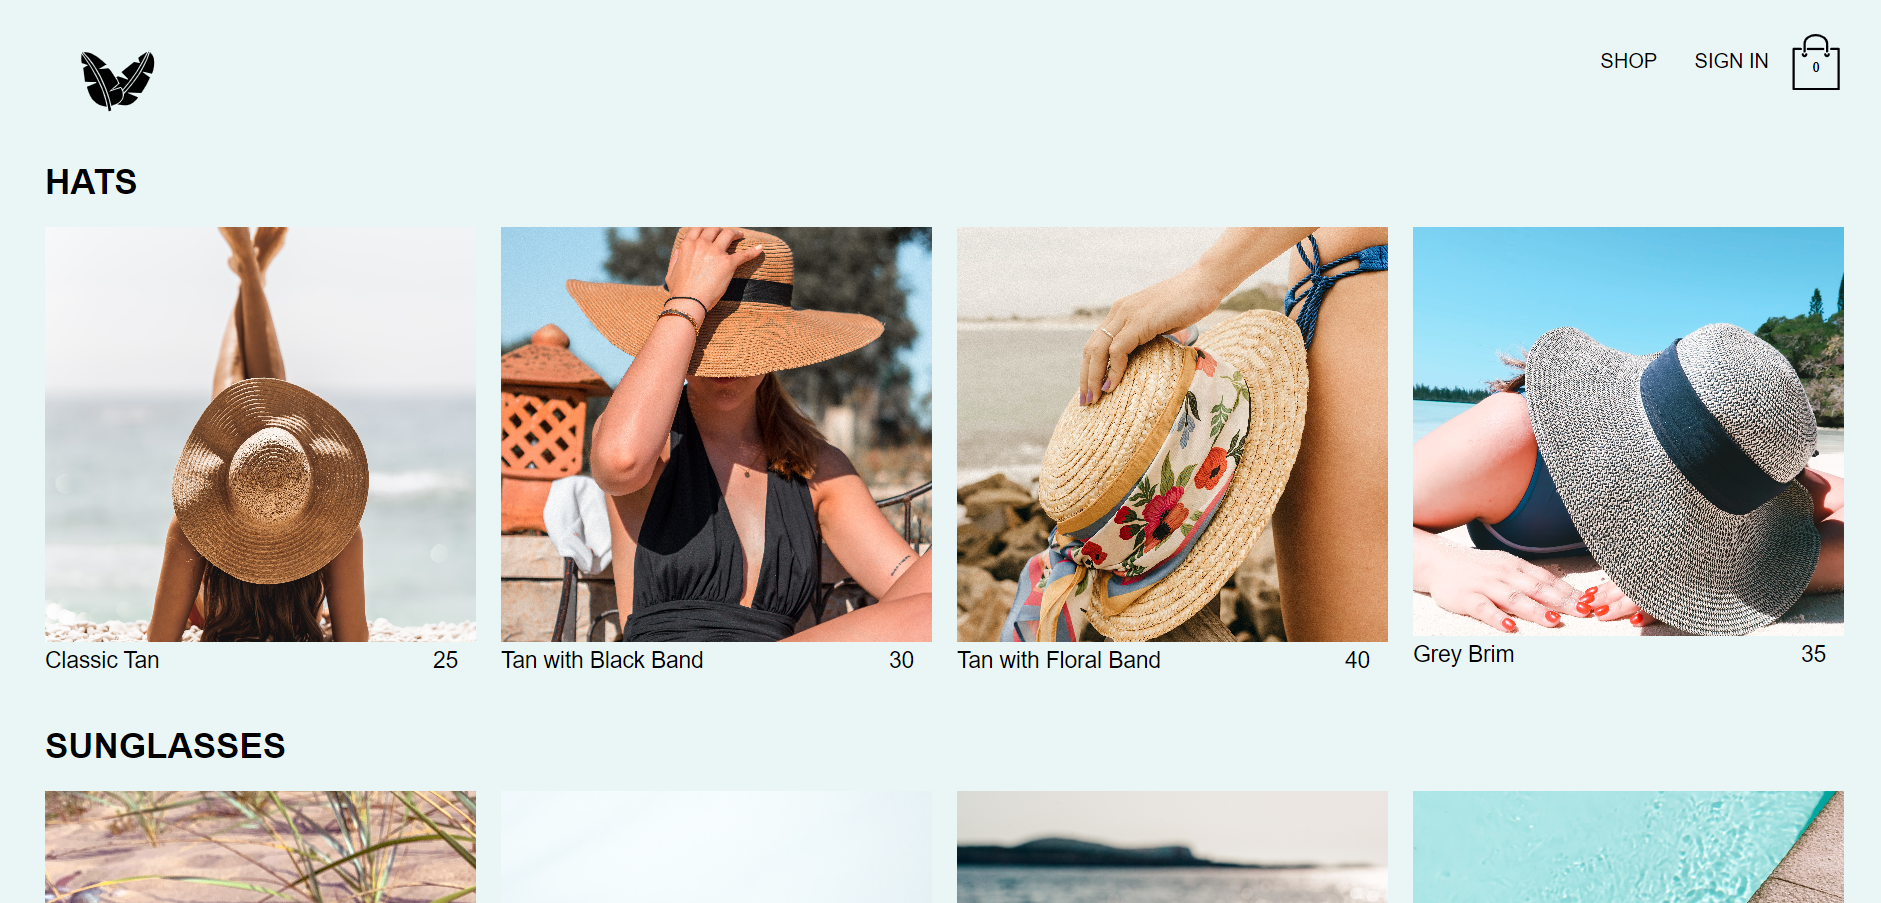 SHOP SIGN IN 0
HATS
Classic Tan 25
Tan with Black Band 30
Tan with Floral Band 40
Grey Brim 35
SUNGLASSES